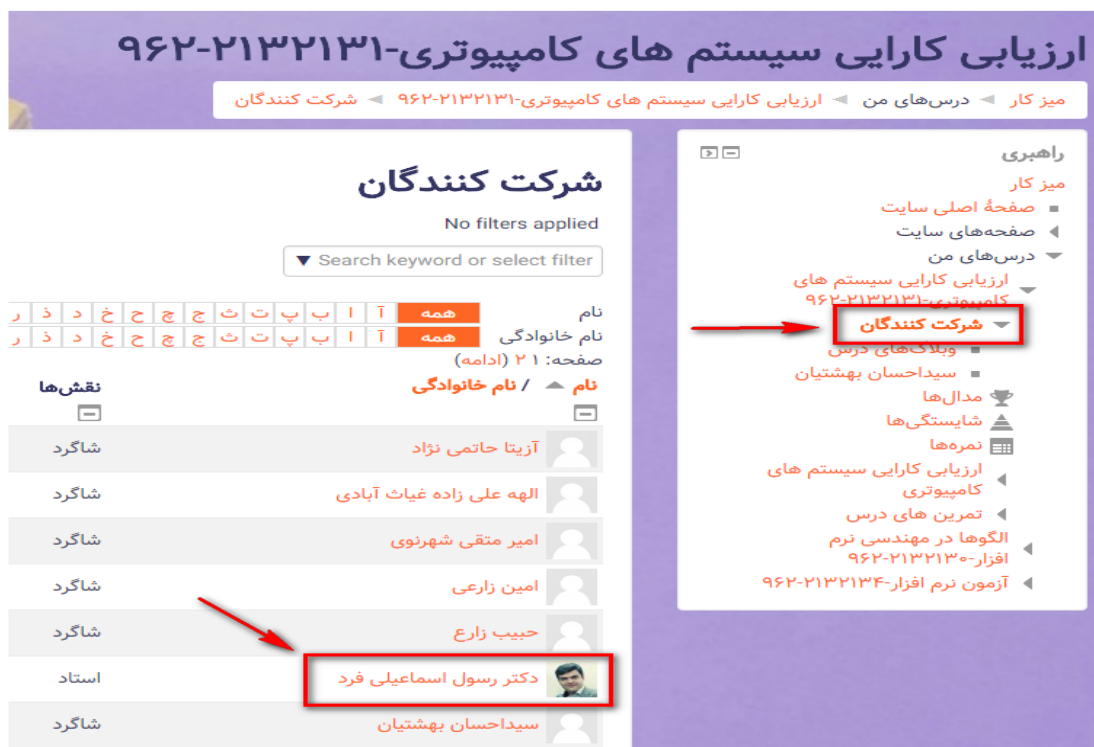 ارزیابی کارایی سیستم های کامپیوتری-۹۶۲-۲۱۳۲۱۳۱
میز کار ◄ درس‌های من ◄ ارزیابی کارایی سیستم های کامپیوتری-۹۶۲-۲۱۳۲۱۳۱ ◄ شرکت کنندگان
راهبری
میز کار
صفحهٔ اصلی سایت
صفحه‌های سایت
درس‌های من
ارزیابی کارایی سیستم های
کامپیوتری-۹۶۲-۲۱۳۲۱۳۱
شرکت کنندگان
وبلاگ‌های درس
سیداحسان بهشتیان
مدال‌ها
شایستگی‌ها
نمره‌ها
ارزیابی کارایی سیستم های
کامپیوتری
تمرین های درس
الگوها در مهندسی نرم
افزار-۹۶۲-۲۱۳۲۱۳۰
آزمون نرم افزار-۹۶۲-۲۱۳۲۱۳۴
شرکت کنندگان
No filters applied
Search keyword or select filter ▼
نام همه آ ا ب پ ت ث ج چ ح خ د ذ ر
نام خانوادگی همه آ ا ب پ ت ث ج چ ح خ د ذ ر
صفحه: ۱ ۲ (ادامه)
نام / نام خانوادگی نقش‌ها
آزیتا حاتمی نژاد شاگرد
الهه علی زاده غیاث آبادی شاگرد
امیر متقی شهرنوی شاگرد
امین زارعی شاگرد
حبیب زارع شاگرد
دکتر رسول اسماعیلی فرد استاد
سیداحسان بهشتیان شاگرد